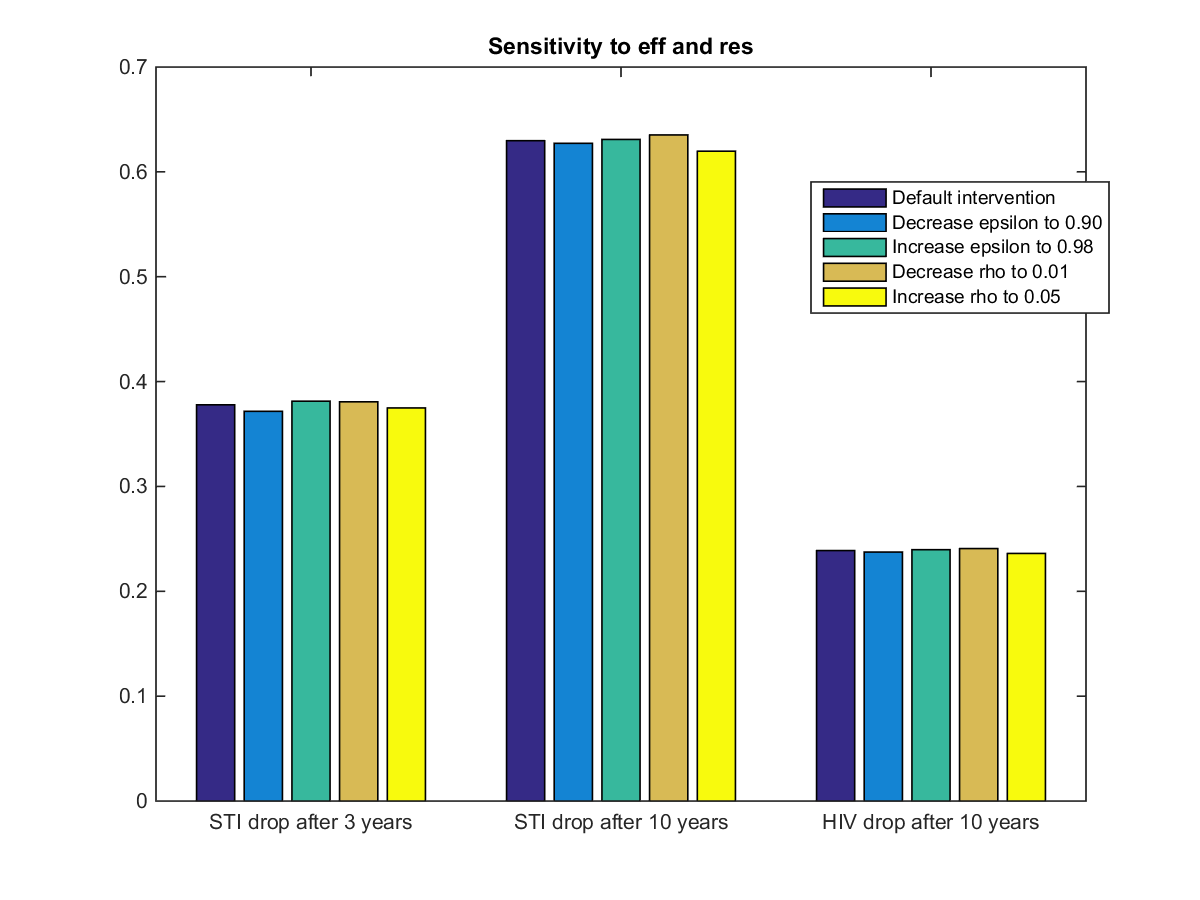 Sensitivity to eff and res
0.7
0.6
0.5
0.4
0.3
0.2
0.1
0
Default intervention
Decrease epsilon to 0.90
Increase epsilon to 0.98
Decrease rho to 0.01
Increase rho to 0.05
STI drop after 3 years
STI drop after 10 years
HIV drop after 10 years